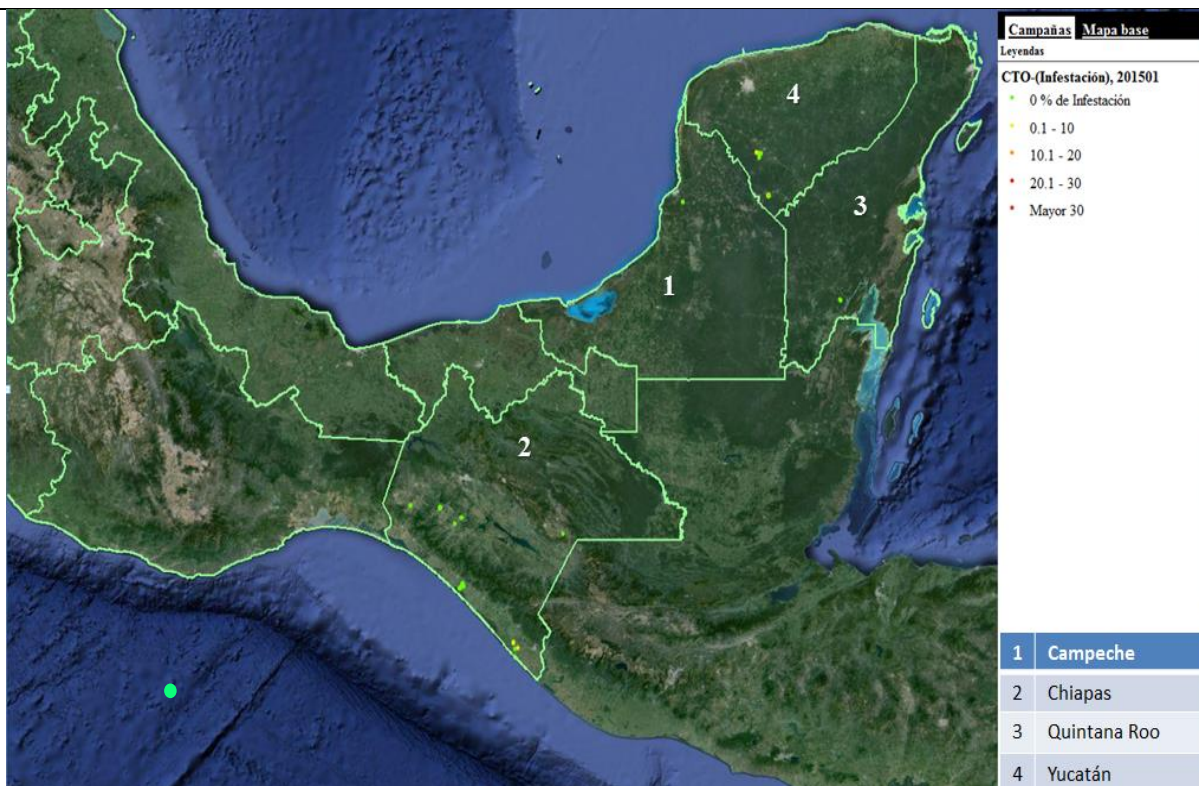 Campañas Mapa base
Leyendas
CTO-(Infestación), 201501
0 % de Infestación
0.1 - 10
10.1 - 20
20.1 - 30
Mayor 30
4
3
1
2
1 Campeche
2 Chiapas
3 Quintana Roo
4 Yucatán